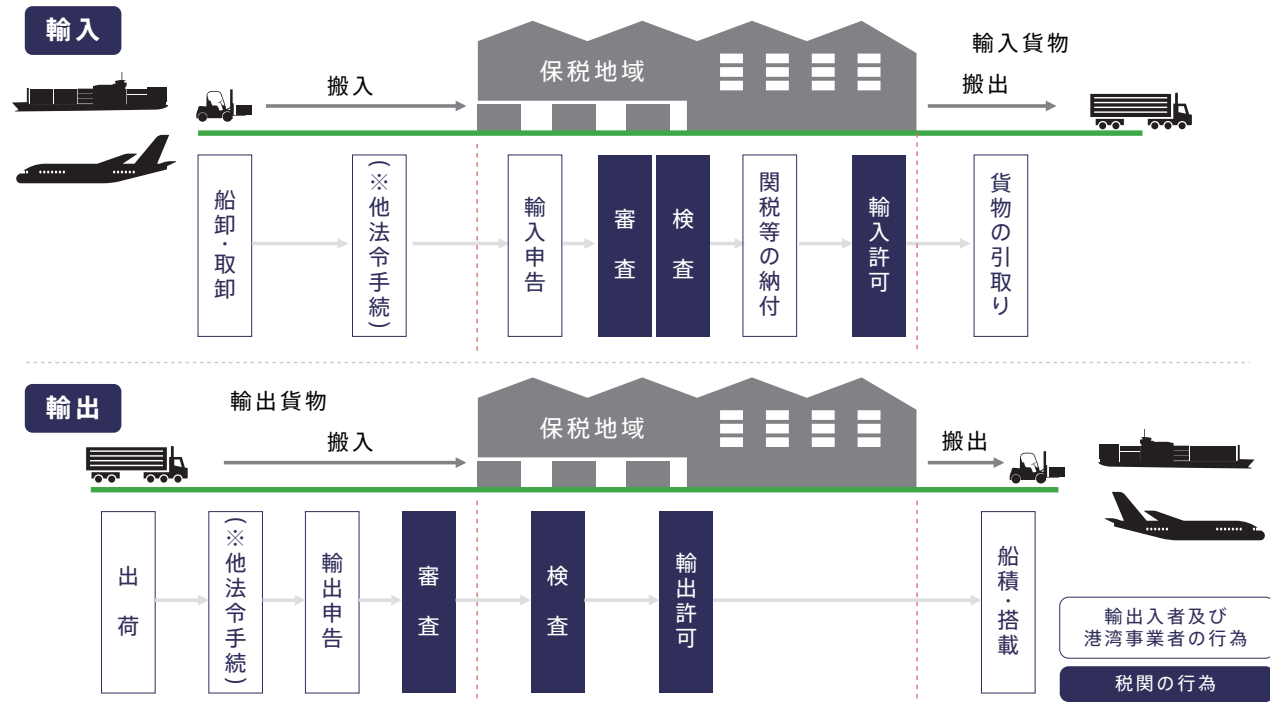 輸入
保税地域
輸入貨物
搬入
搬出
船卸・取卸
(※他法令手続)
輸入申告
審査
検査
関税等の納付
輸入許可
貨物の引取り
輸出
輸出貨物
保税地域
搬入
搬出
出荷
(※他法令手続)
輸出申告
審査
検査
輸出許可
船積・搭載
輸出入者及び
港湾事業者の行為
税関の行為